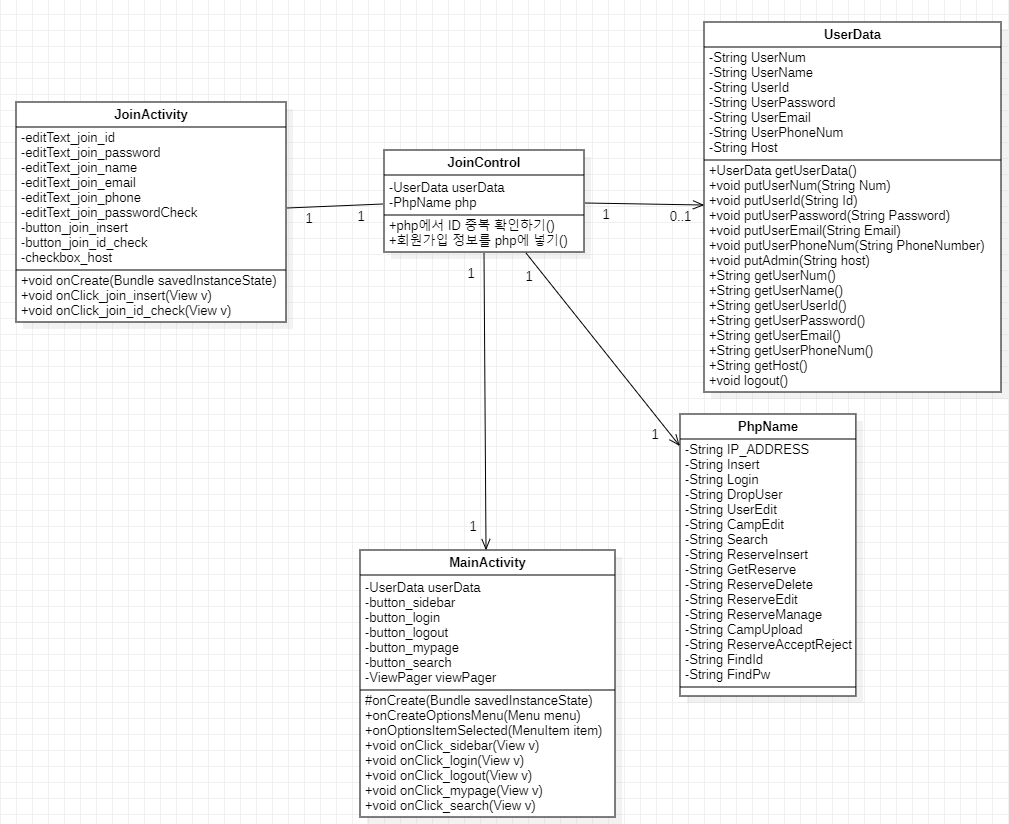 JoinActivity
-editText_join_id
-editText_join_password
-editText_join_name
-editText_join_email
-editText_join_phone
-editText_join_passwordCheck
-button_join_insert
-button_join_id_check
-checkbox_host
+void onCreate(Bundle savedInstanceState)
+void onClick_join_insert(View v)
+void onClick_join_id_check(View v)
1
1
JoinControl
-UserData userData
-PhpName php
+php에서 ID 중복 확인하기()
+회원가입 정보를 php에 넣기()
1
0..1
UserData
-String UserNum
-String UserName
-String UserId
-String UserPassword
-String UserEmail
-String UserPhoneNum
-String Host
+UserData getUserData()
+void putUserNum(String Num)
+void putUserId(String Id)
+void putUserPassword(String Password)
+void putUserEmail(String Email)
+void putUserPhoneNum(String PhoneNumber)
+void putAdmin(String host)
+String getUserNum()
+String getUserName()
+String getUserUserId()
+String getUserPassword()
+String getUserEmail()
+String getUserPhoneNum()
+String getHost()
+void logout()
1
1
1
1
MainActivity
-UserData userData
-button_sidebar
-button_login
-button_logout
-button_mypage
-button_search
-ViewPager viewPager
#onCreate(Bundle savedInstanceState)
+onCreateOptionsMenu(Menu menu)
+onOptionsItemSelected(MenuItem item)
+void onClick_sidebar(View v)
+void onClick_login(View v)
+void onClick_logout(View v)
+void onClick_mypage(View v)
+void onClick_search(View v)
PhpName
-String IP_ADDRESS
-String Insert
-String Login
-String DropUser
-String UserEdit
-String CampEdit
-String Search
-String ReserveInsert
-String GetReserve
-String ReserveDelete
-String ReserveEdit
-String ReserveManage
-String CampUpload
-String ReserveAcceptReject
-String FindId
-String FindPw